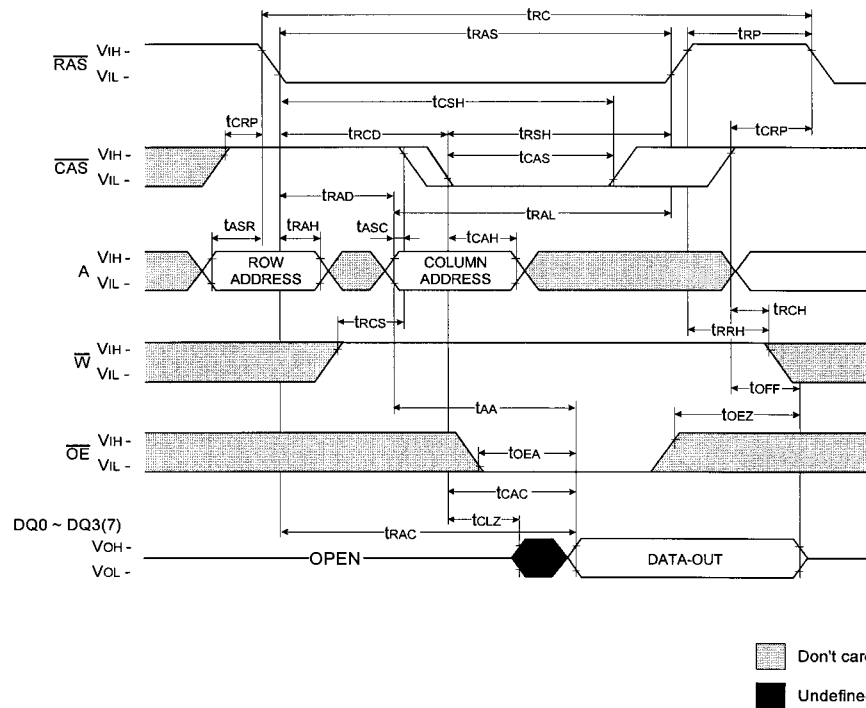 tRC
tRAS
tRP
RAS
VIH -
VIL -
tCSH
tCRP
tRCD
tRSH
tCRP
CAS
VIH -
VIL -
tCAS
tRAD
tRAL
tASR
tRAH
tASC
tCAH
A
VIH -
VIL -
ROW
ADDRESS
COLUMN
ADDRESS
tRCH
tRCS
tRRH
W
VIH -
VIL -
tOFF
tAA
tOEZ
OE
VIH -
VIL -
tOEA
tCAC
DQ0 ~ DQ3(7)
tCLZ
tRAC
VOH -
VOL -
OPEN
DATA-OUT
Don't car
Undefine